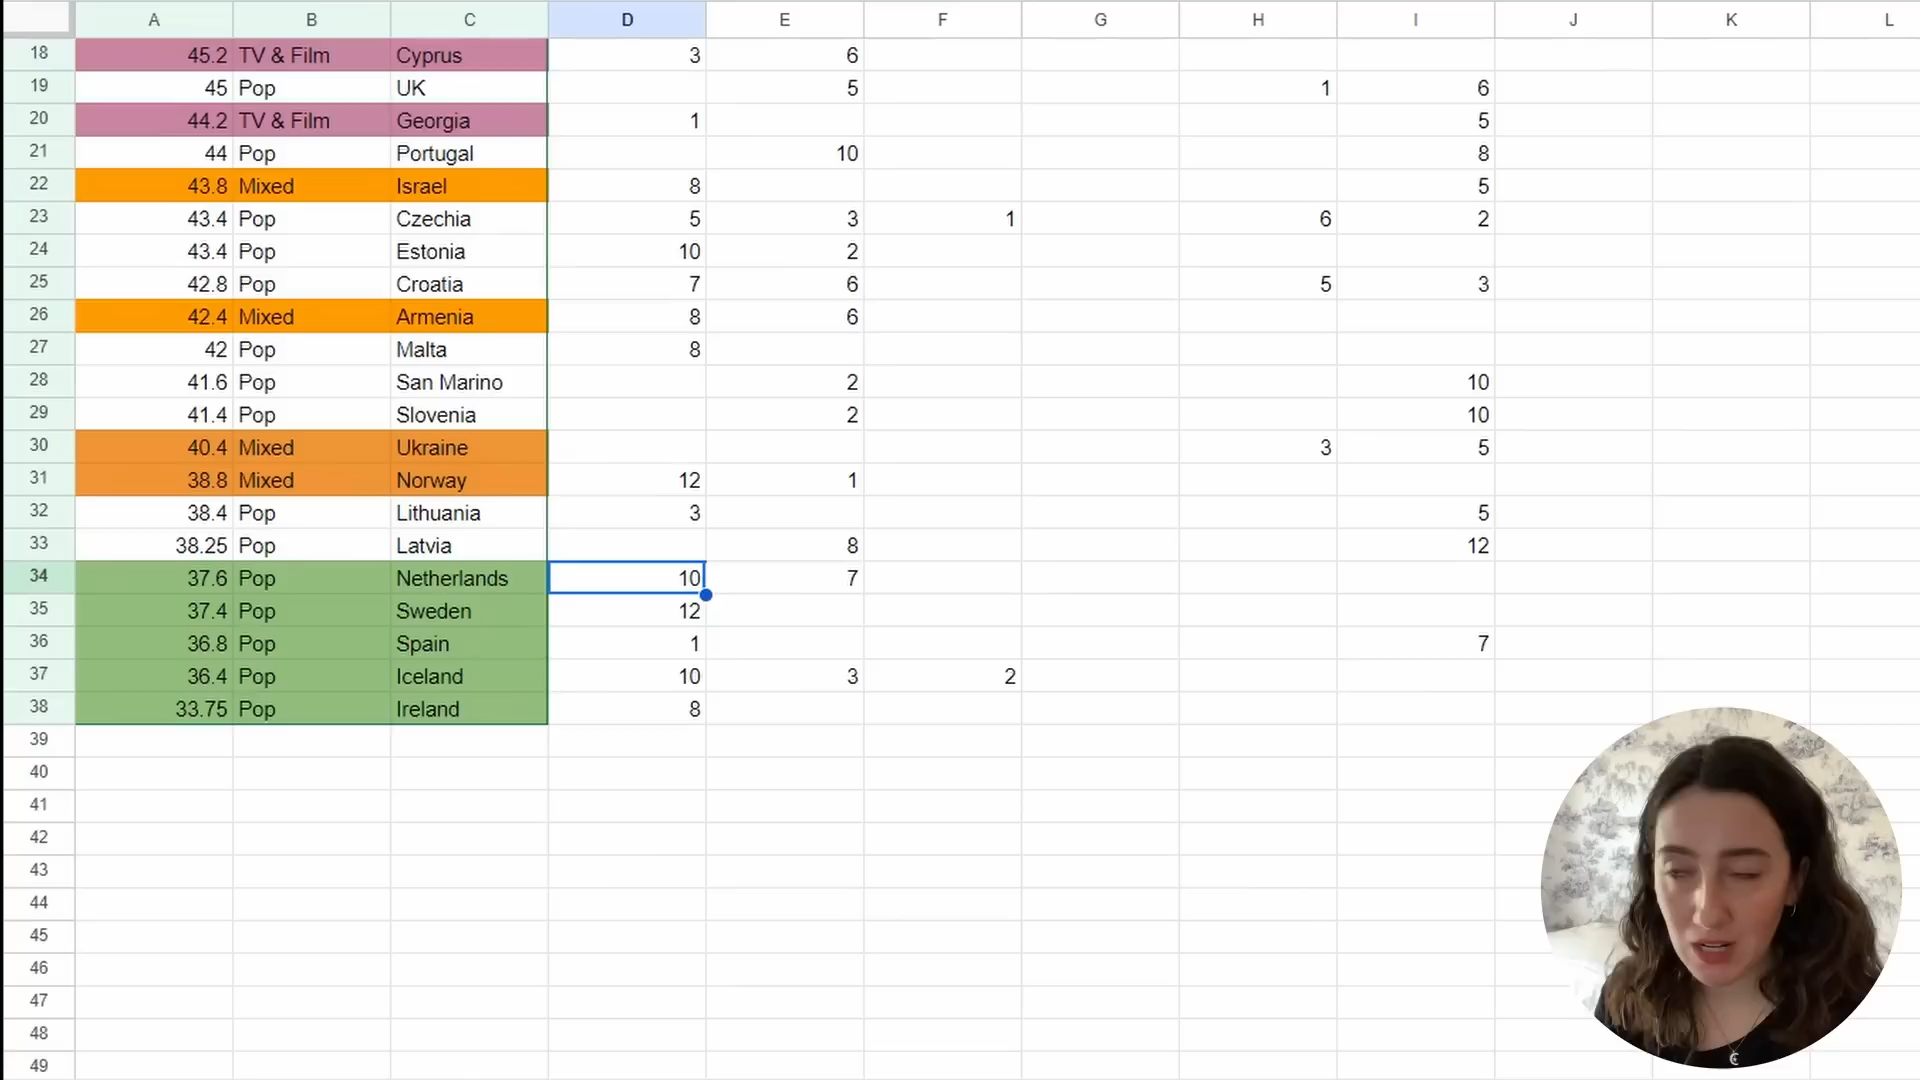 A B C D E F G H I J K L
18 45.2 TV & Film Cyprus 3 6
19 45 Pop UK 5 1 6
20 44.2 TV & Film Georgia 1 5
21 44 Pop Portugal 10 8
22 43.8 Mixed Israel 8 5
23 43.4 Pop Czechia 5 3 1 6 2
24 43.4 Pop Estonia 10 2
25 42.8 Pop Croatia 7 6 5 3
26 42.4 Mixed Armenia 8 6
27 42 Pop Malta 8
28 41.6 Pop San Marino 2 10
29 41.4 Pop Slovenia 2 10
30 40.4 Mixed Ukraine 3 5
31 38.8 Mixed Norway 12 1
32 38.4 Pop Lithuania 3 5
33 38.25 Pop Latvia 8 12
34 37.6 Pop Netherlands 10 7
35 37.4 Pop Sweden 12
36 36.8 Pop Spain 1 7
37 36.4 Pop Iceland 10 3 2
38 33.75 Pop Ireland 8
39
40
41
42
43
44
45
46
47
48
49